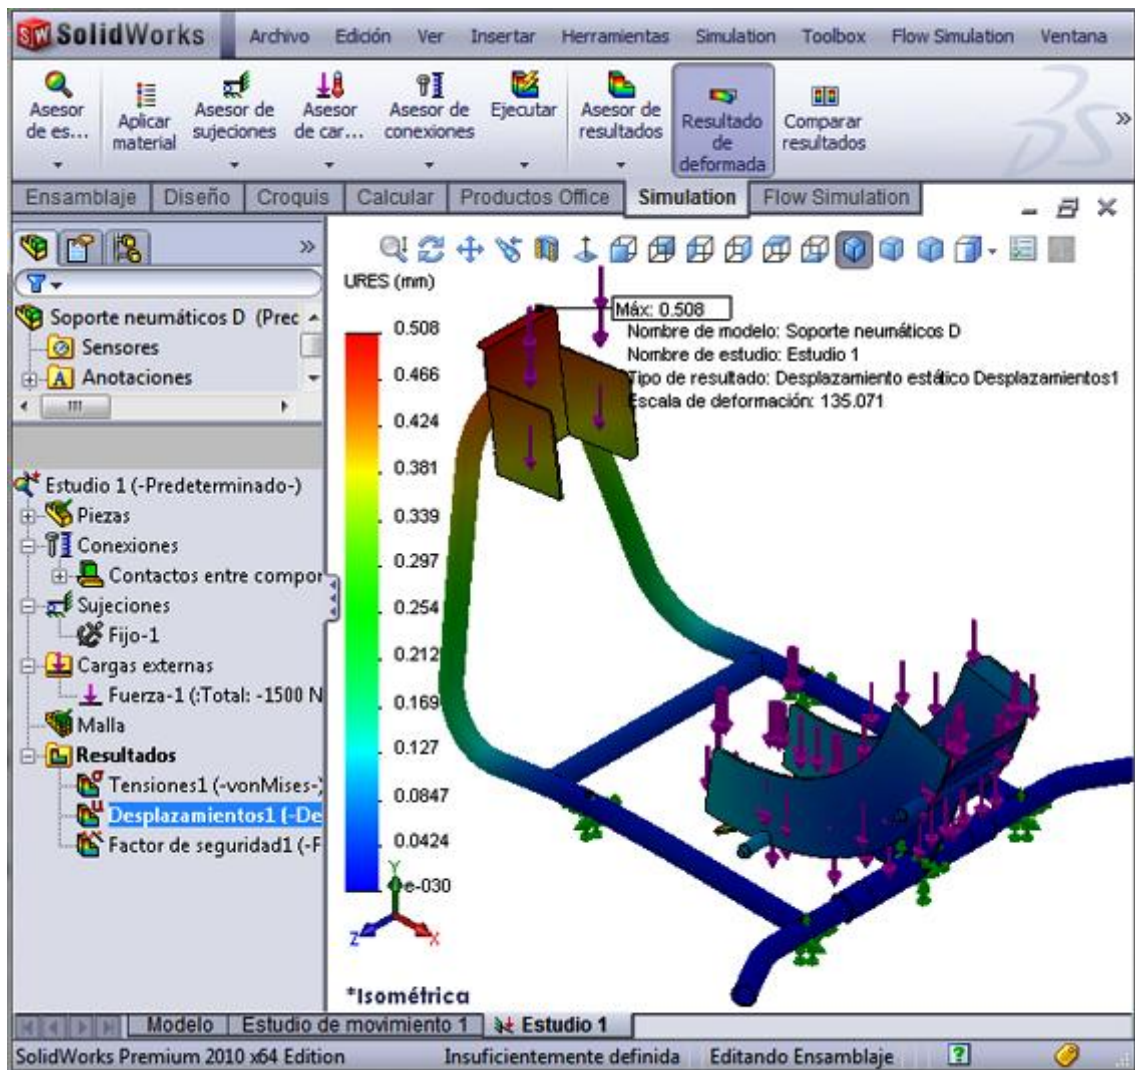 SolidWorks Archivo Edición Ver Insertar Herramientas Simulation Toolbox Flow Simulation Ventana
Asesor de es...
Aplicar material
Asesor de sujeciones
Asesor de car...
Asesor de conexiones
Ejecutar
Asesor de resultados
Resultado de deformada
Comparar resultados
Ensamblaje Diseño Croquis Calcular Productos Office Simulation Flow Simulation
Soporte neumáticos D (Prec
Sensores
Anotaciones
Estudio 1 (-Predeterminado-)
Piezas
Conexiones
Contactos entre compor
Sujeciones
Fijo-1
Cargas externas
Fuerza-1 (:Total: -1500 N
Malla
Resultados
Tensiones1 (-vonMises-)
Desplazamientos1 (-De
Factor de seguridad1 (-F
URES (mm)
0.508
0.466
0.424
0.381
0.339
0.297
0.254
0.212
0.169
0.127
0.0847
0.0424
e-030
Máx: 0.508
Nombre de modelo: Soporte neumáticos D
Nombre de estudio: Estudio 1
Tipo de resultado: Desplazamiento estático Desplazamientos1
Escala de deformación: 135.071
Y
Z
X
*Isométrica
Modelo Estudio de movimiento 1 Estudio 1
SolidWorks Premium 2010 x64 Edition Insuficientemente definida Editando Ensamblaje